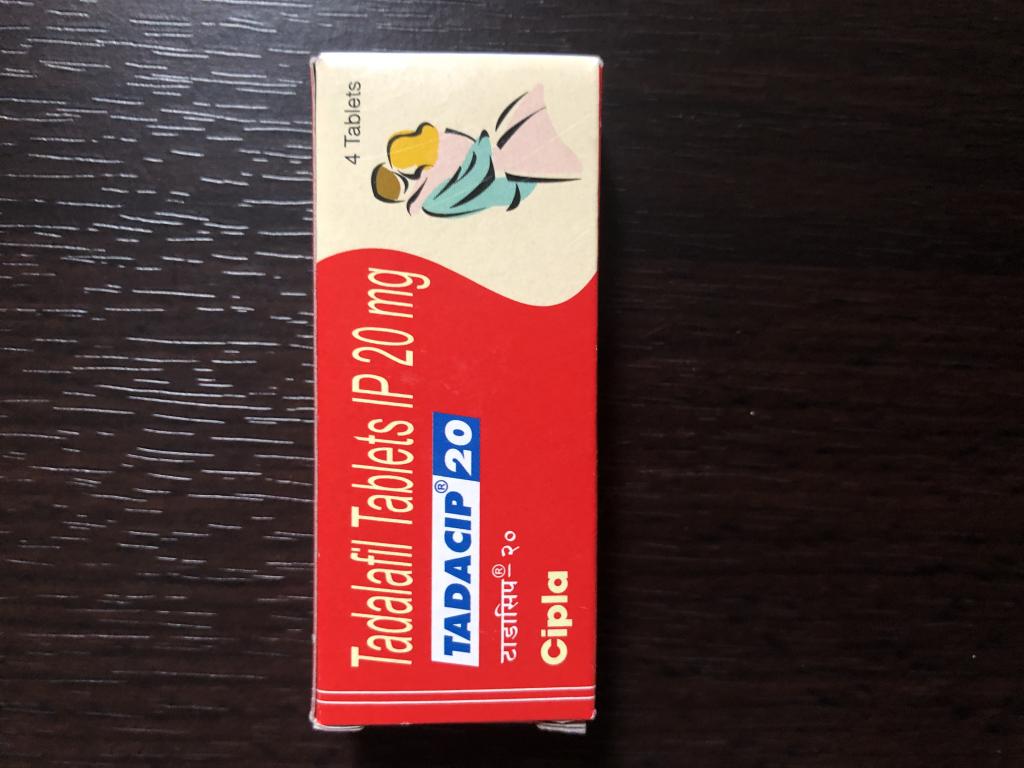 4 Tablets
Tadalafil Tablets IP 20 mg
TADACIP® 20
टाडासिप®– २०
Cipla